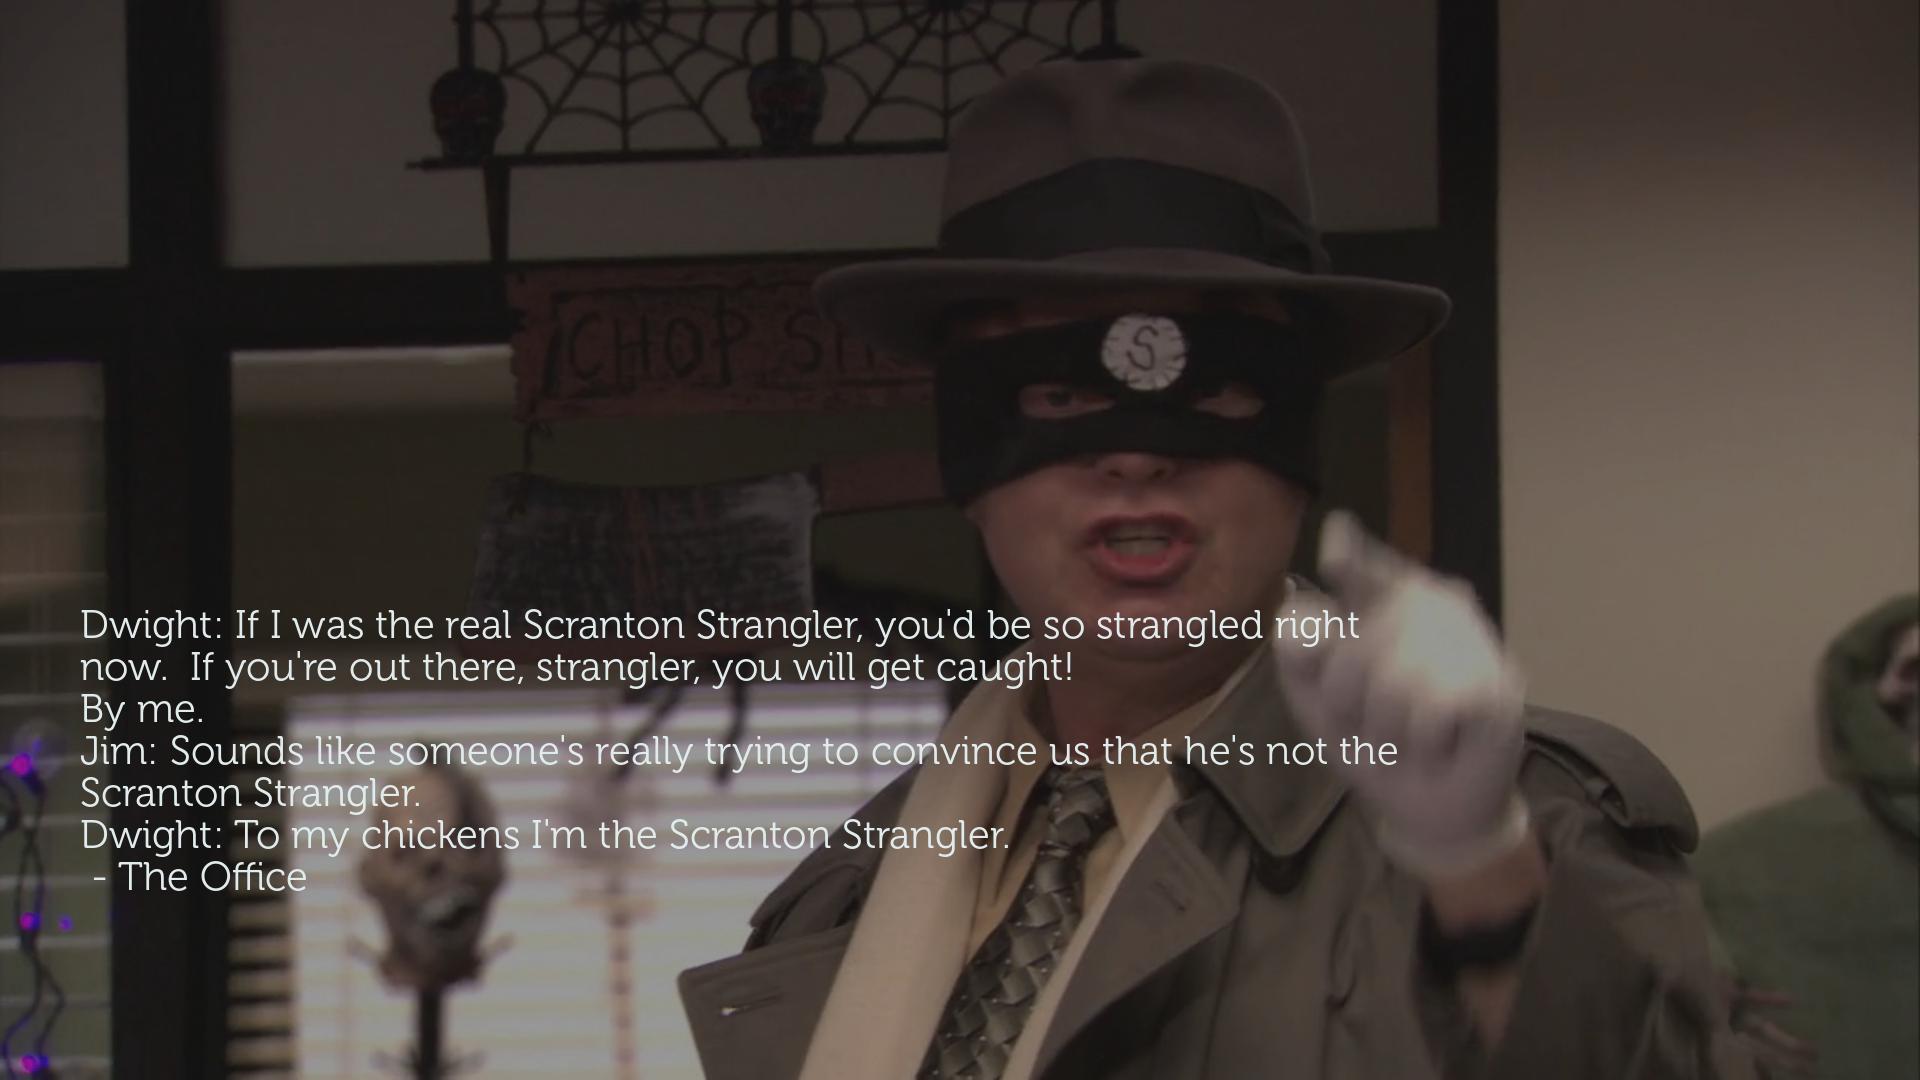 CHOP
S
Dwight: If I was the real Scranton Strangler, you'd be so strangled right
now.  If you're out there, strangler, you will get caught!
By me.
Jim: Sounds like someone's really trying to convince us that he's not the
Scranton Strangler.
Dwight: To my chickens I'm the Scranton Strangler.
- The Office